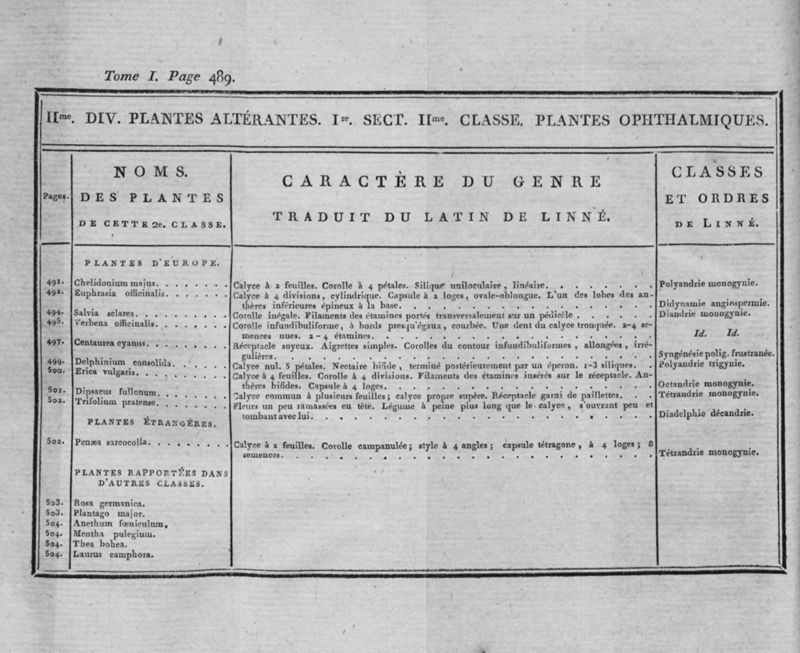 Tome I. Page 489.
IIme. DIV. PLANTES ALTÉRANTES. Ire. SECT. IIme. CLASSE. PLANTES OPHTHALMIQUES.
Pages.
NOMS.
DES PLANTES
DE CETTE 2e. CLASSE.
CARACTÈRE DU GENRE
TRADUIT DU LATIN DE LINNÉ.
CLASSES
ET ORDRES
DE LINNÉ.
PLANTES D'EUROPE.
491. Chelidonium majus. Calyce à 2 feuilles. Corolle à 4 pétales. Silique uniloculaire, linéaire. Polyandrie monogynie.
492. Euphrasia officinalis. Calyce à 4 divisions, cylindrique. Capsule à 2 loges, ovale-oblongue. L'un des lobes des an-
thères inférieures épineux à la base. Didynamie angiospermie.
494. Salvia sclarea. Corolle inégale. Filaments des étamines portés transversalement sur un pédicèle. Diandrie monogynie.
495. Verbena officinalis. Corolle infundibuliforme, à bords presqu'égaux, courbée. Une dent du calyce tronquée. 2-4 se-
mences nues. 2-4 étamines. Id. Id.
497. Centaurea cyanus. Réceptacle soyeux. Aigrettes simples. Corolles du contour infundibuliformes, allongées, irré-
gulières. Syngénésie polig. frustranée.
499. Delphinium consolida. Calyce nul. 5 pétales. Nectaire bifide, terminé postérieurement par un éperon. 1-3 siliques. Polyandrie trigynie.
500. Erica vulgaris. Calyce à 4 feuilles. Corolle à 4 divisions. Filaments des étamines insérés sur le réceptacle. An-
thères bifides. Capsule à 4 loges. Octandrie monogynie.
501. Dipsacus fullonum. Calyce commun à plusieurs feuilles; calyce propre supère. Réceptacle garni de paillettes. Tétrandrie monogynie.
502. Trifolium pratense. Fleurs un peu ramassées en tête. Légume à peine plus long que le calyce, s'ouvrant peu et
tombant avec lui. Diadelphie décandrie.
PLANTES ÉTRANGÈRES.
502. Penæa sarcocolla. Calyce à 2 feuilles. Corolle campanulée; style à 4 angles; capsule tétragone, à 4 loges; 8
semences. Tétrandrie monogynie.
PLANTES RAPPORTÉES DANS
D'AUTRES CLASSES.
503. Rosa germanica.
503. Plantago major.
504. Anethum fœniculum.
504. Mentha pulegium.
504. Thea bohea.
504. Laurus camphora.